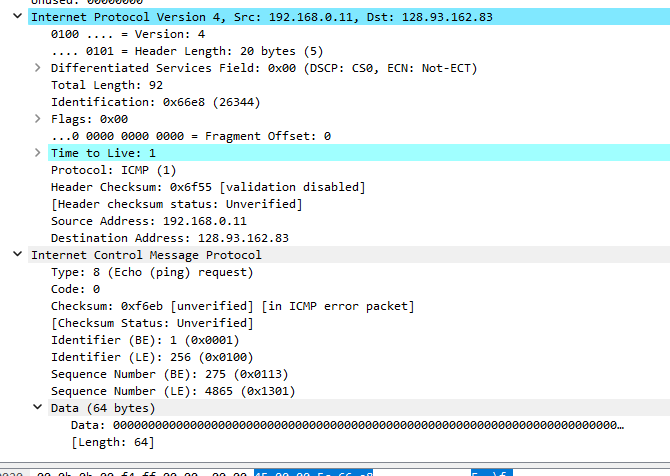 Unused: 00000000
Internet Protocol Version 4, Src: 192.168.0.11, Dst: 128.93.162.83
0100 .... = Version: 4
.... 0101 = Header Length: 20 bytes (5)
Differentiated Services Field: 0x00 (DSCP: CS0, ECN: Not-ECT)
Total Length: 92
Identification: 0x66e8 (26344)
Flags: 0x00
...0 0000 0000 0000 = Fragment Offset: 0
Time to Live: 1
Protocol: ICMP (1)
Header Checksum: 0x6f55 [validation disabled]
[Header checksum status: Unverified]
Source Address: 192.168.0.11
Destination Address: 128.93.162.83
Internet Control Message Protocol
Type: 8 (Echo (ping) request)
Code: 0
Checksum: 0xf6eb [unverified] [in ICMP error packet]
[Checksum Status: Unverified]
Identifier (BE): 1 (0x0001)
Identifier (LE): 256 (0x0100)
Sequence Number (BE): 275 (0x0113)
Sequence Number (LE): 4865 (0x1301)
Data (64 bytes)
Data: 000000000000000000000000000000000000000000000000000000000000000000000000…
[Length: 64]